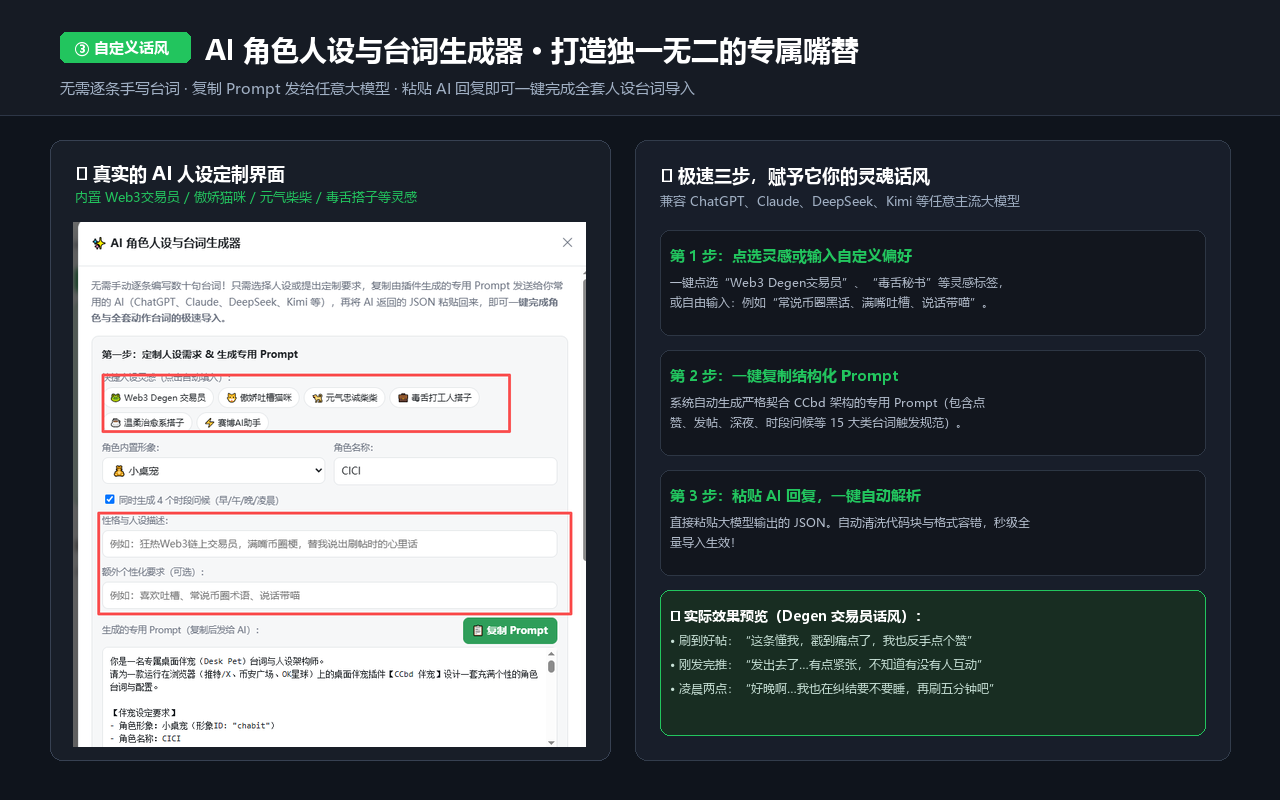 ③ 自定义话风
AI 角色人设与台词生成器 · 打造独一无二的专属嘴替
无需逐条手写台词 · 复制 Prompt 发给任意大模型 · 粘贴 AI 回复即可一键完成全套人设台词导入
真实的 AI 人设定制界面
内置 Web3交易员 / 傲娇猫咪 / 元气柴柴 / 毒舌搭子等灵感
AI 角色人设与台词生成器
无需手动逐条编写数十句台词！只需选择人设或提出定制要求，复制由插件生成的专用 Prompt 发送给你常
用的 AI（ChatGPT、Claude、DeepSeek、Kimi 等），再将 AI 返回的 JSON 粘贴回来，即可一键完成角
色与全套动作台词的极速导入。
第一步：定制人设需求 & 生成专用 Prompt
快捷人设灵感（点击自动填入）：
Web3 Degen 交易员 傲娇吐槽猫咪 元气忠诚柴柴 毒舌打工人搭子
温柔治愈系搭子 赛博AI助手
角色内置形象： 角色名称：
小桌宠 CICI
同时生成 4 个时段问候（早/午/晚/凌晨）
性格与人设描述：
例如：狂热Web3链上交易员，满嘴币圈梗，替我说出刷帖时的心里话
额外个性化要求（可选）：
例如：喜欢吐槽、常说币圈术语、说话带喵
生成的专用 Prompt（复制后发给 AI）： 复制 Prompt
你是一名专属桌面伴宠（Desk Pet）台词与人设架构师。
请为一款运行在浏览器（推特/X、币安广场、OK星球）上的桌面伴宠插件【CCbd 伴宠】设计一套充满个性的角色
台词与配置。
【伴宠设定要求】
- 角色形象：小桌宠（形象ID: "chabit"）
- 角色名称：CICI
极速三步，赋予它你的灵魂话风
兼容 ChatGPT、Claude、DeepSeek、Kimi 等任意主流大模型
第 1 步：点选灵感或输入自定义偏好
一键点选“Web3 Degen交易员”、“毒舌秘书”等灵感标签，
或自由输入：例如“常说币圈黑话、满嘴吐槽、说话带喵”。
第 2 步：一键复制结构化 Prompt
系统自动生成严格契合 CCbd 架构的专用 Prompt（包含点
赞、发帖、深夜、时段问候等 15 大类台词触发规范）。
第 3 步：粘贴 AI 回复，一键自动解析
直接粘贴大模型输出的 JSON。自动清洗代码块与格式容错，秒级全
量导入生效！
实际效果预览（Degen 交易员话风）：
• 刷到好帖： “这条懂我，戳到痛点了，我也反手点个赞”
• 刚发完推： “发出去了...有点紧张，不知道有没有人互动”
• 凌晨两点： “好晚啊...我也在纠结要不要睡，再刷五分钟吧”